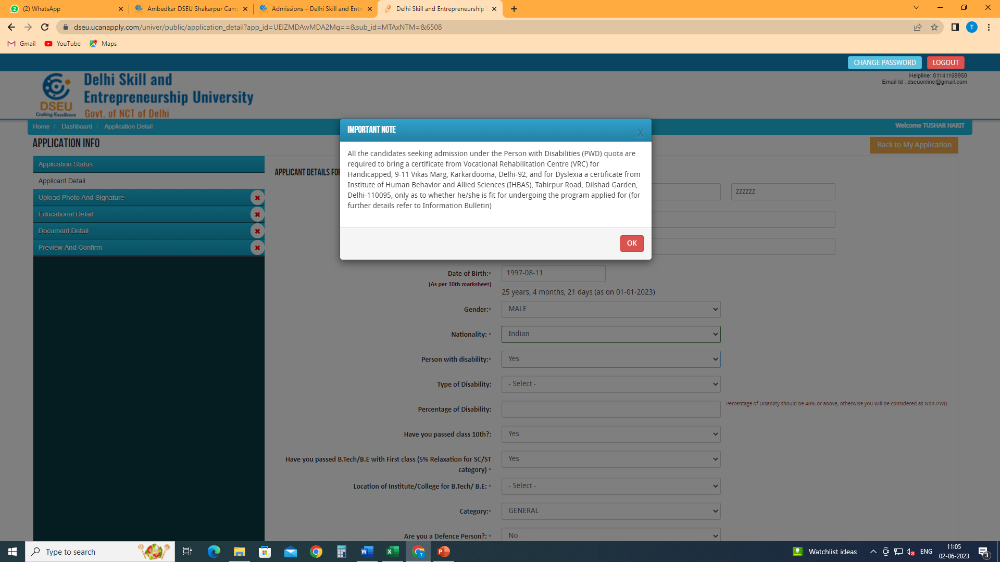 (2) WhatsApp
Ambedkar DSEU Shakarpur Camp
Admissions – Delhi Skill and Entr
Delhi Skill and Entrepreneurship
dseu.ucanapply.com/univer/public/application_detail?app_id=UEIZMDAwMDA2Mg==&sub_id=MTAxNTM=&6508
T
Gmail
YouTube
Maps
CHANGE PASSWORD
LOGOUT
Helpline: 01141169950
Email Id : dseuonline@gmail.com
DSEU
Crafting Excellence
Delhi Skill and
Entrepreneurship University
Govt. of NCT of Delhi
Home / Dashboard / Application Detail
Welcome TUSHAR HARIT
APPLICATION INFO
Back to My Application
Application Status
Applicant Detail
Upload Photo And Signature
Educational Detail
Document Detail
Preview And Confirm
APPLICANT DETAILS FOR
IMPORTANT NOTE
X
All the candidates seeking admission under the Person with Disabilities (PWD) quota are
required to bring a certificate from Vocational Rehabilitation Centre (VRC) for
Handicapped, 9-11 Vikas Marg, Karkardooma, Delhi-92, and for Dyslexia a certificate from
Institute of Human Behavior and Allied Sciences (IHBAS), Tahirpur Road, Dilshad Garden,
Delhi-110095, only as to whether he/she is fit for undergoing the program applied for (for
further details refer to Information Bulletin)
OK
zzzzzz
Date of Birth:*
1997-08-11
(As per 10th marksheet)
25 years, 4 months, 21 days (as on 01-01-2023)
Gender:*
MALE
Nationality: *
Indian
Person with disability:*
Yes
Type of Disability:
- Select -
Percentage of Disability:
Percentage of Disablity should be 40% or above, otherwise you will be considered as Non-PWD.
Have you passed class 10th?:
Yes
Have you passed B.Tech/B.E with First class (5% Relaxation for SC/ST
category) *
Yes
Location of Institute/College for B.Tech/ B.E: *
- Select -
Category:*
GENERAL
Are you a Defence Person?: *
No
Type to search
Watchlist ideas
ENG
11:05
02-06-2023
3